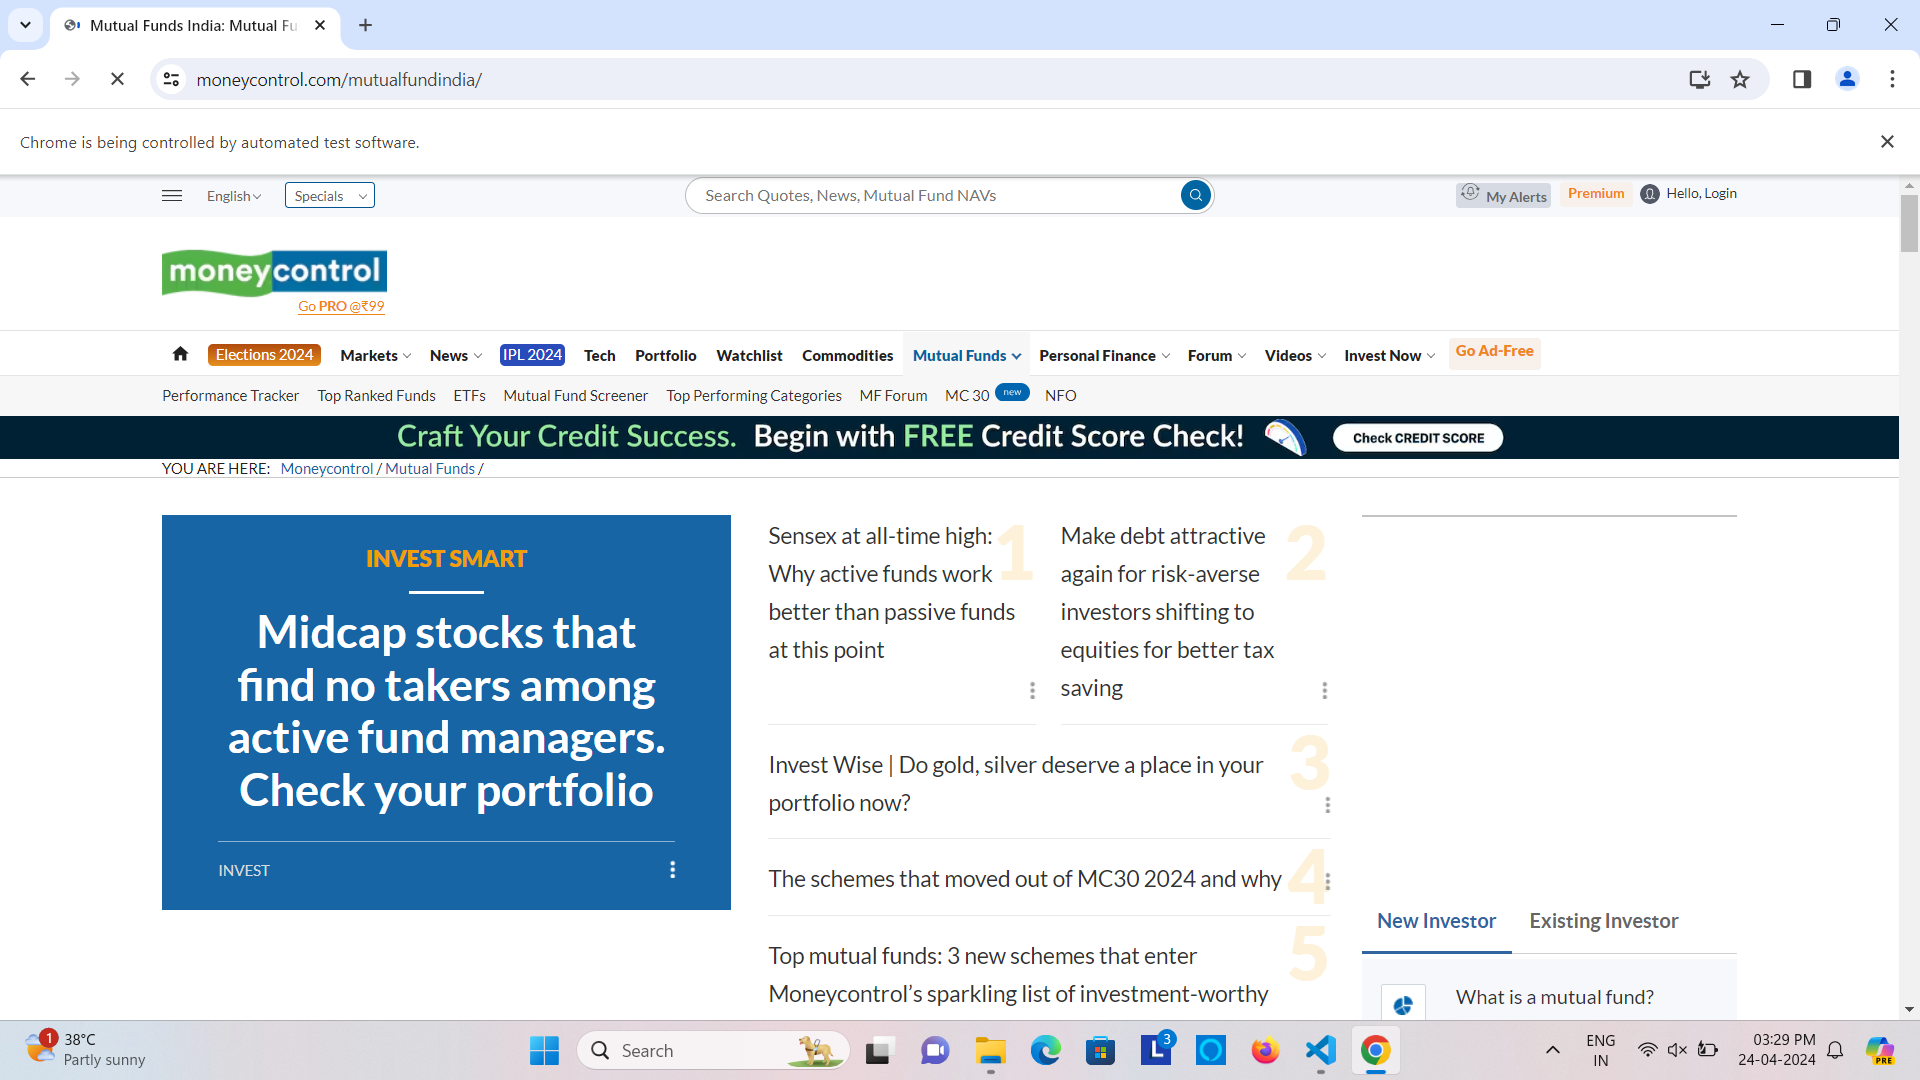 Mutual Funds India: Mutual Fu
moneycontrol.com/mutualfundindia/
Chrome is being controlled by automated test software.
English
Specials
Search Quotes, News, Mutual Fund NAVs
My Alerts
Premium
Hello, Login
moneycontrol
Go PRO @₹99
Elections 2024
Markets
News
IPL 2024
Tech
Portfolio
Watchlist
Commodities
Mutual Funds
Personal Finance
Forum
Videos
Invest Now
Go Ad-Free
Performance Tracker
Top Ranked Funds
ETFs
Mutual Fund Screener
Top Performing Categories
MF Forum
MC 30
new
NFO
Craft Your Credit Success. Begin with FREE Credit Score Check!
Check CREDIT SCORE
YOU ARE HERE: Moneycontrol / Mutual Funds /
INVEST SMART
Midcap stocks that
find no takers among
active fund managers.
Check your portfolio
INVEST
1
Sensex at all-time high:
Why active funds work
better than passive funds
at this point
2
Make debt attractive
again for risk-averse
investors shifting to
equities for better tax
saving
3
Invest Wise | Do gold, silver deserve a place in your
portfolio now?
4
The schemes that moved out of MC30 2024 and why
5
Top mutual funds: 3 new schemes that enter
Moneycontrol’s sparkling list of investment-worthy
New Investor
Existing Investor
What is a mutual fund?
1
38°C
Partly sunny
Search
3
ENG
IN
03:29 PM
24-04-2024
PRE